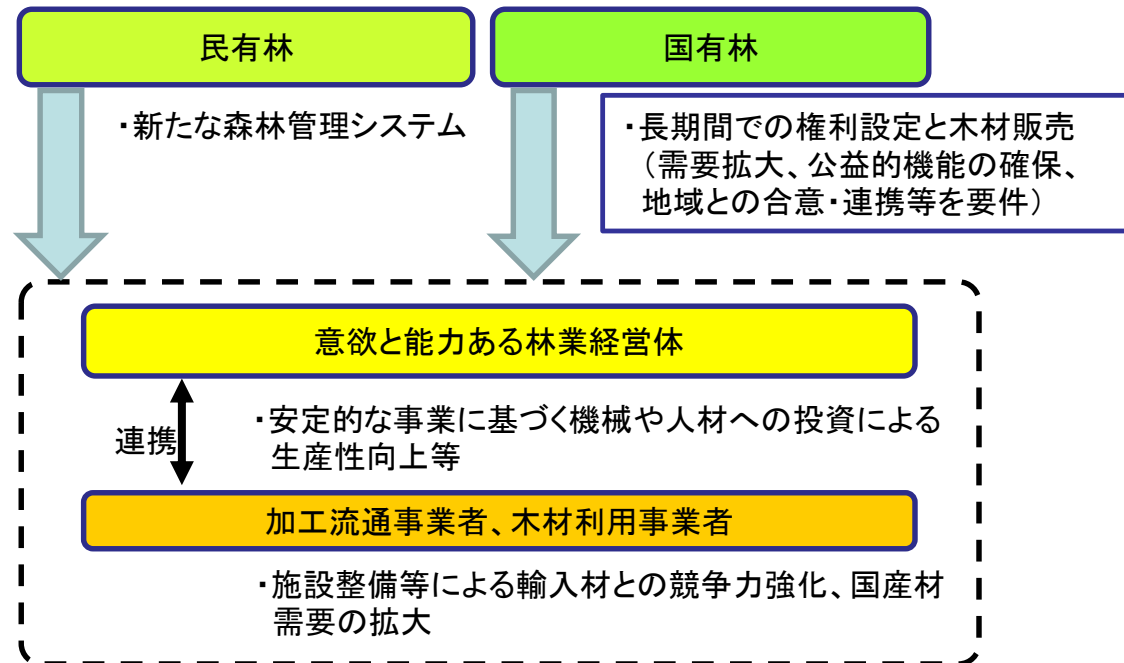 民有林
国有林
・新たな森林管理システム
・長期間での権利設定と木材販売
（需要拡大、公益的機能の確保、
地域との合意・連携等を要件）
意欲と能力ある林業経営体
連携
・安定的な事業に基づく機械や人材への投資による
生産性向上等
加工流通事業者、木材利用事業者
・施設整備等による輸入材との競争力強化、国産材
需要の拡大